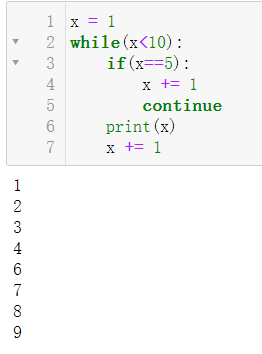 1 x = 1
2 while(x<10):
3     if(x==5):
4         x += 1
5         continue
6     print(x)
7     x += 1
1
2
3
4
6
7
8
9